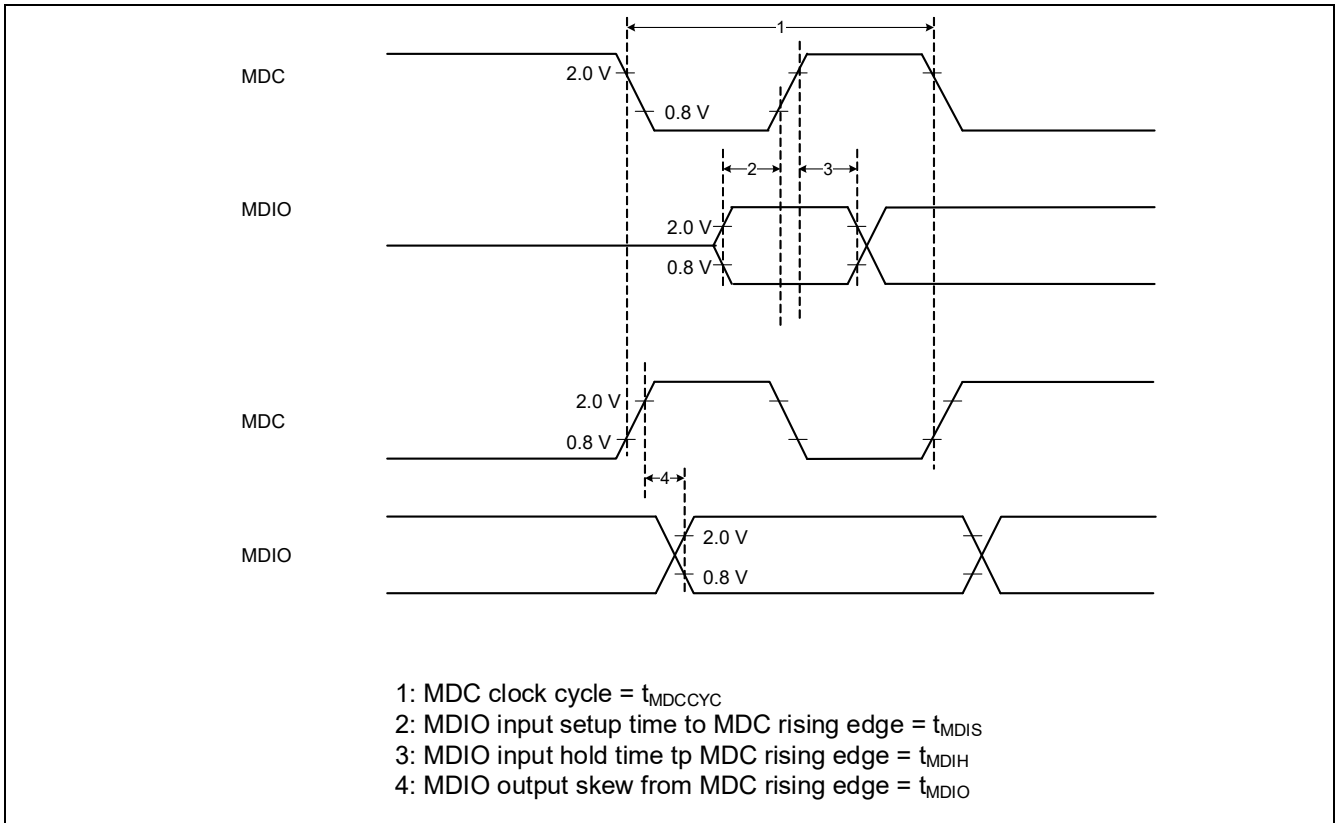 1
MDC
2.0 V
0.8 V
2
3
MDIO
2.0 V
0.8 V
2.0 V
MDC
0.8 V
4
2.0 V
MDIO
0.8 V
1: MDC clock cycle = tMDCCYC
2: MDIO input setup time to MDC rising edge = tMDIS
3: MDIO input hold time tp MDC rising edge = tMDIH
4: MDIO output skew from MDC rising edge = tMDIO